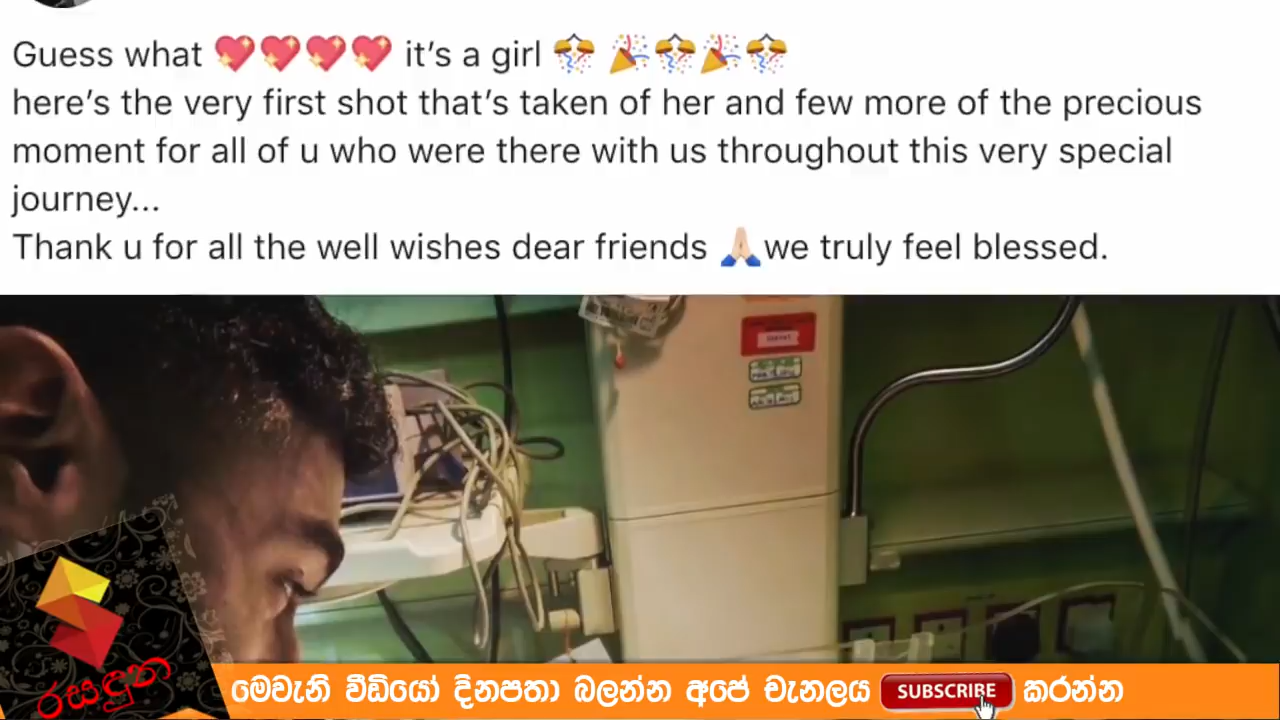 Guess what 💖💖💖💖 it's a girl 🎊 🎉🎊🎉🎊
here's the very first shot that's taken of her and few more of the precious
moment for all of u who were there with us throughout this very special
journey...
Thank u for all the well wishes dear friends 🙏🏻we truly feel blessed.
රසඳුන
මෙවැනි වීඩියෝ දිනපතා බලන්න අපේ චැනලය SUBSCRIBE කරන්න